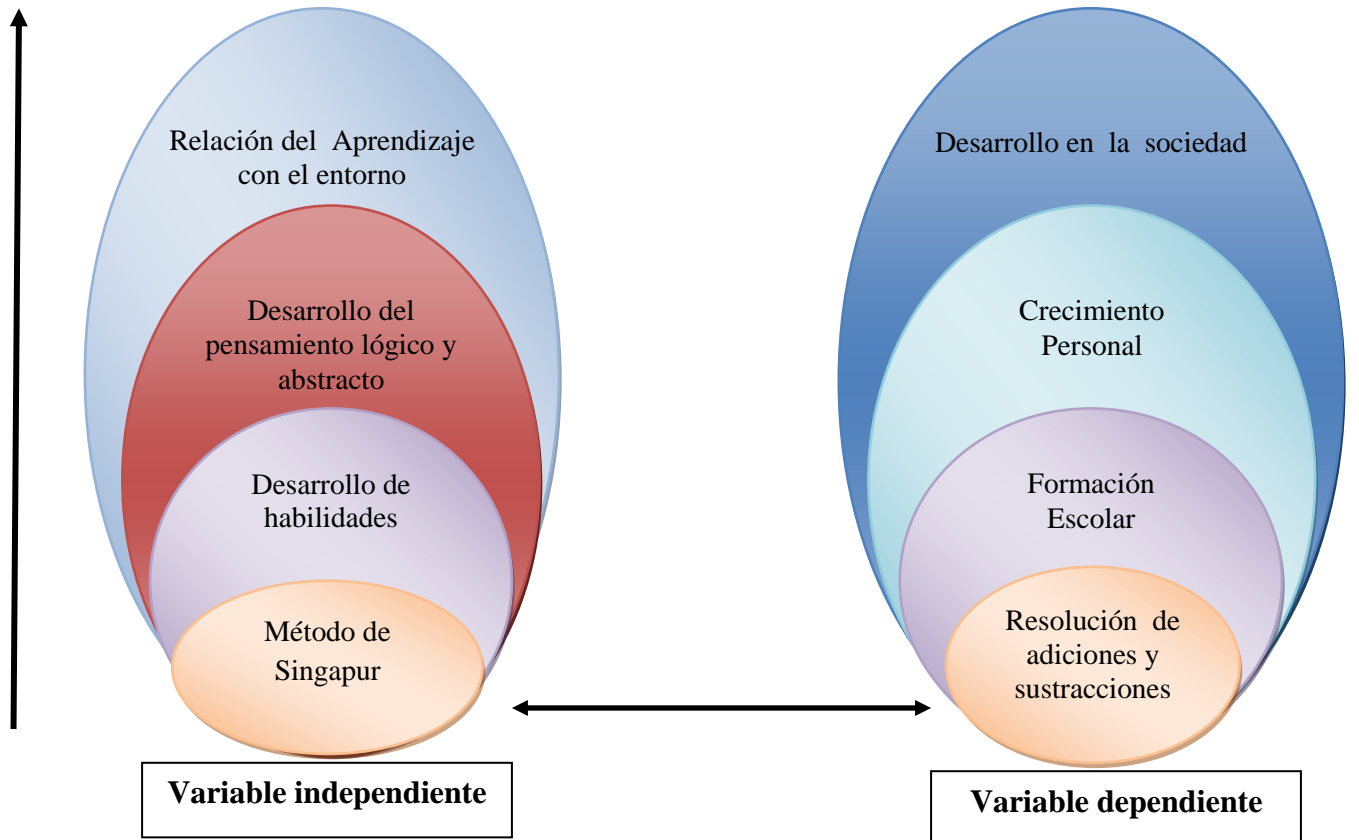 Relación del Aprendizaje
con el entorno
Desarrollo del
pensamiento lógico y
abstracto
Desarrollo de
habilidades
Método de
Singapur
Variable independiente
Desarrollo en la sociedad
Crecimiento
Personal
Formación
Escolar
Resolución de
adiciones y
sustracciones
Variable dependiente